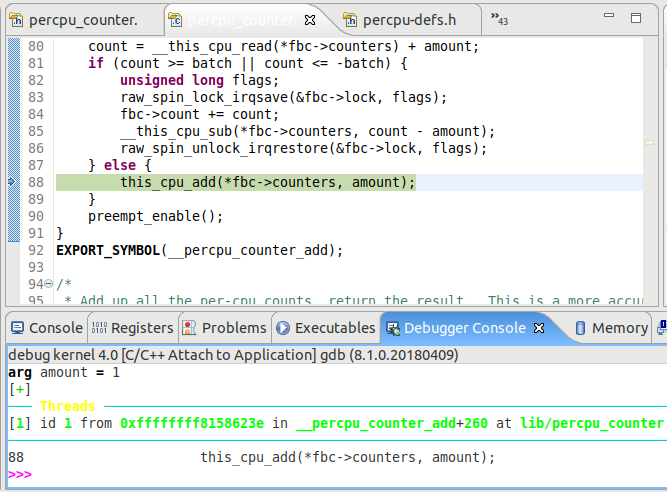 percpu_counter. percpu_counter. percpu-defs.h »43
80 count = __this_cpu_read(*fbc->counters) + amount;
81 if (count >= batch || count <= -batch) {
82 unsigned long flags;
83 raw_spin_lock_irqsave(&fbc->lock, flags);
84 fbc->count += count;
85 __this_cpu_sub(*fbc->counters, count - amount);
86 raw_spin_unlock_irqrestore(&fbc->lock, flags);
87 } else {
88 this_cpu_add(*fbc->counters, amount);
89 }
90 preempt_enable();
91 }
92 EXPORT_SYMBOL(__percpu_counter_add);
93
94 /*
95 * Add up all the per-cpu counts, return the result. This is a more accu
Console Registers Problems Executables Debugger Console Memory
debug kernel 4.0 [C/C++ Attach to Application] gdb (8.1.0.20180409)
arg amount = 1
[+]
Threads
[1] id 1 from 0xffffffff8158623e in __percpu_counter_add+260 at lib/percpu_counter
88 this_cpu_add(*fbc->counters, amount);
>>>